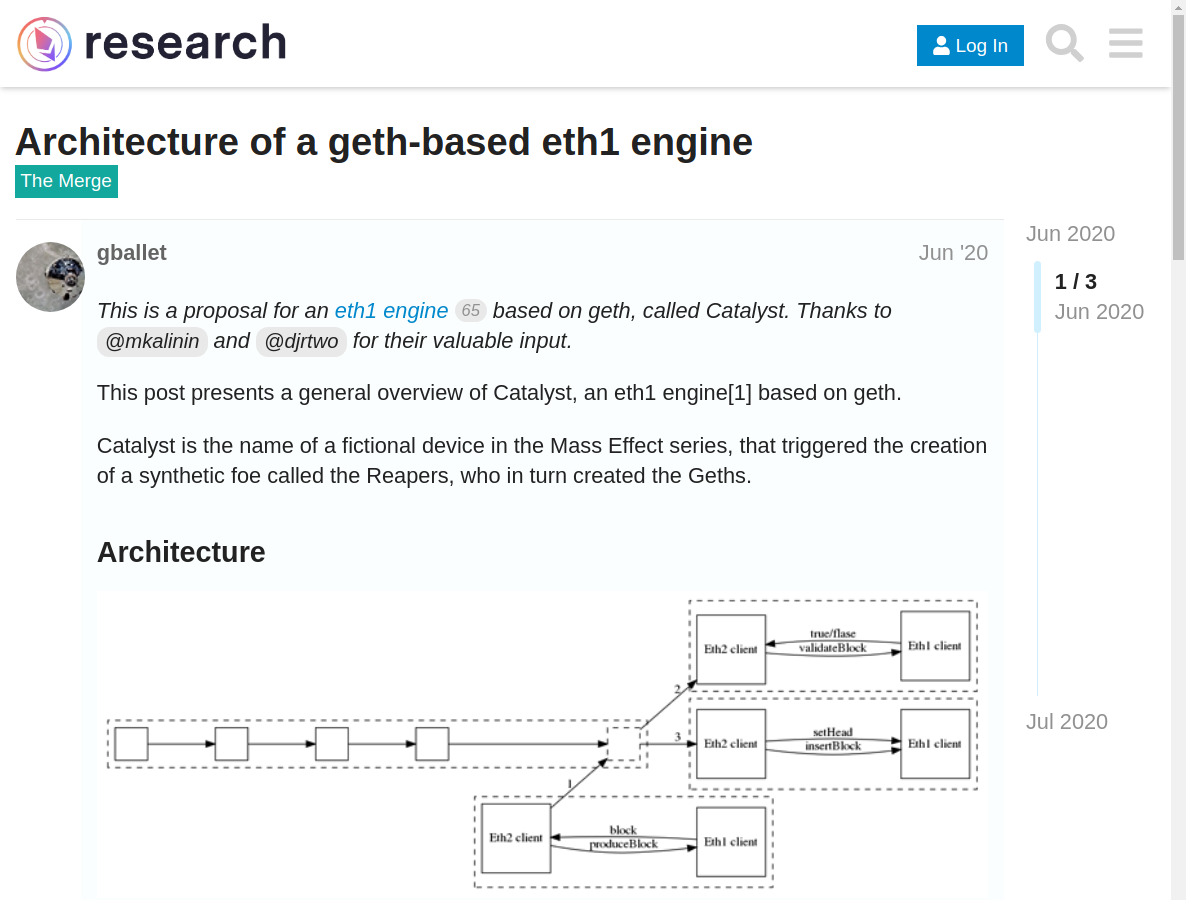 research
Log In
Architecture of a geth-based eth1 engine
The Merge
gballet
Jun '20
This is a proposal for an eth1 engine 65 based on geth, called Catalyst. Thanks to
@mkalinin and @djrtwo for their valuable input.
This post presents a general overview of Catalyst, an eth1 engine[1] based on geth.
Catalyst is the name of a fictional device in the Mass Effect series, that triggered the creation
of a synthetic foe called the Reapers, who in turn created the Geths.
Architecture
Eth2 client
true/flase
validateBlock
Eth1 client
2
3
Eth2 client
setHead
insertBlock
Eth1 client
1
Eth2 client
block
produceBlock
Eth1 client
Jun 2020
1 / 3
Jun 2020
Jul 2020